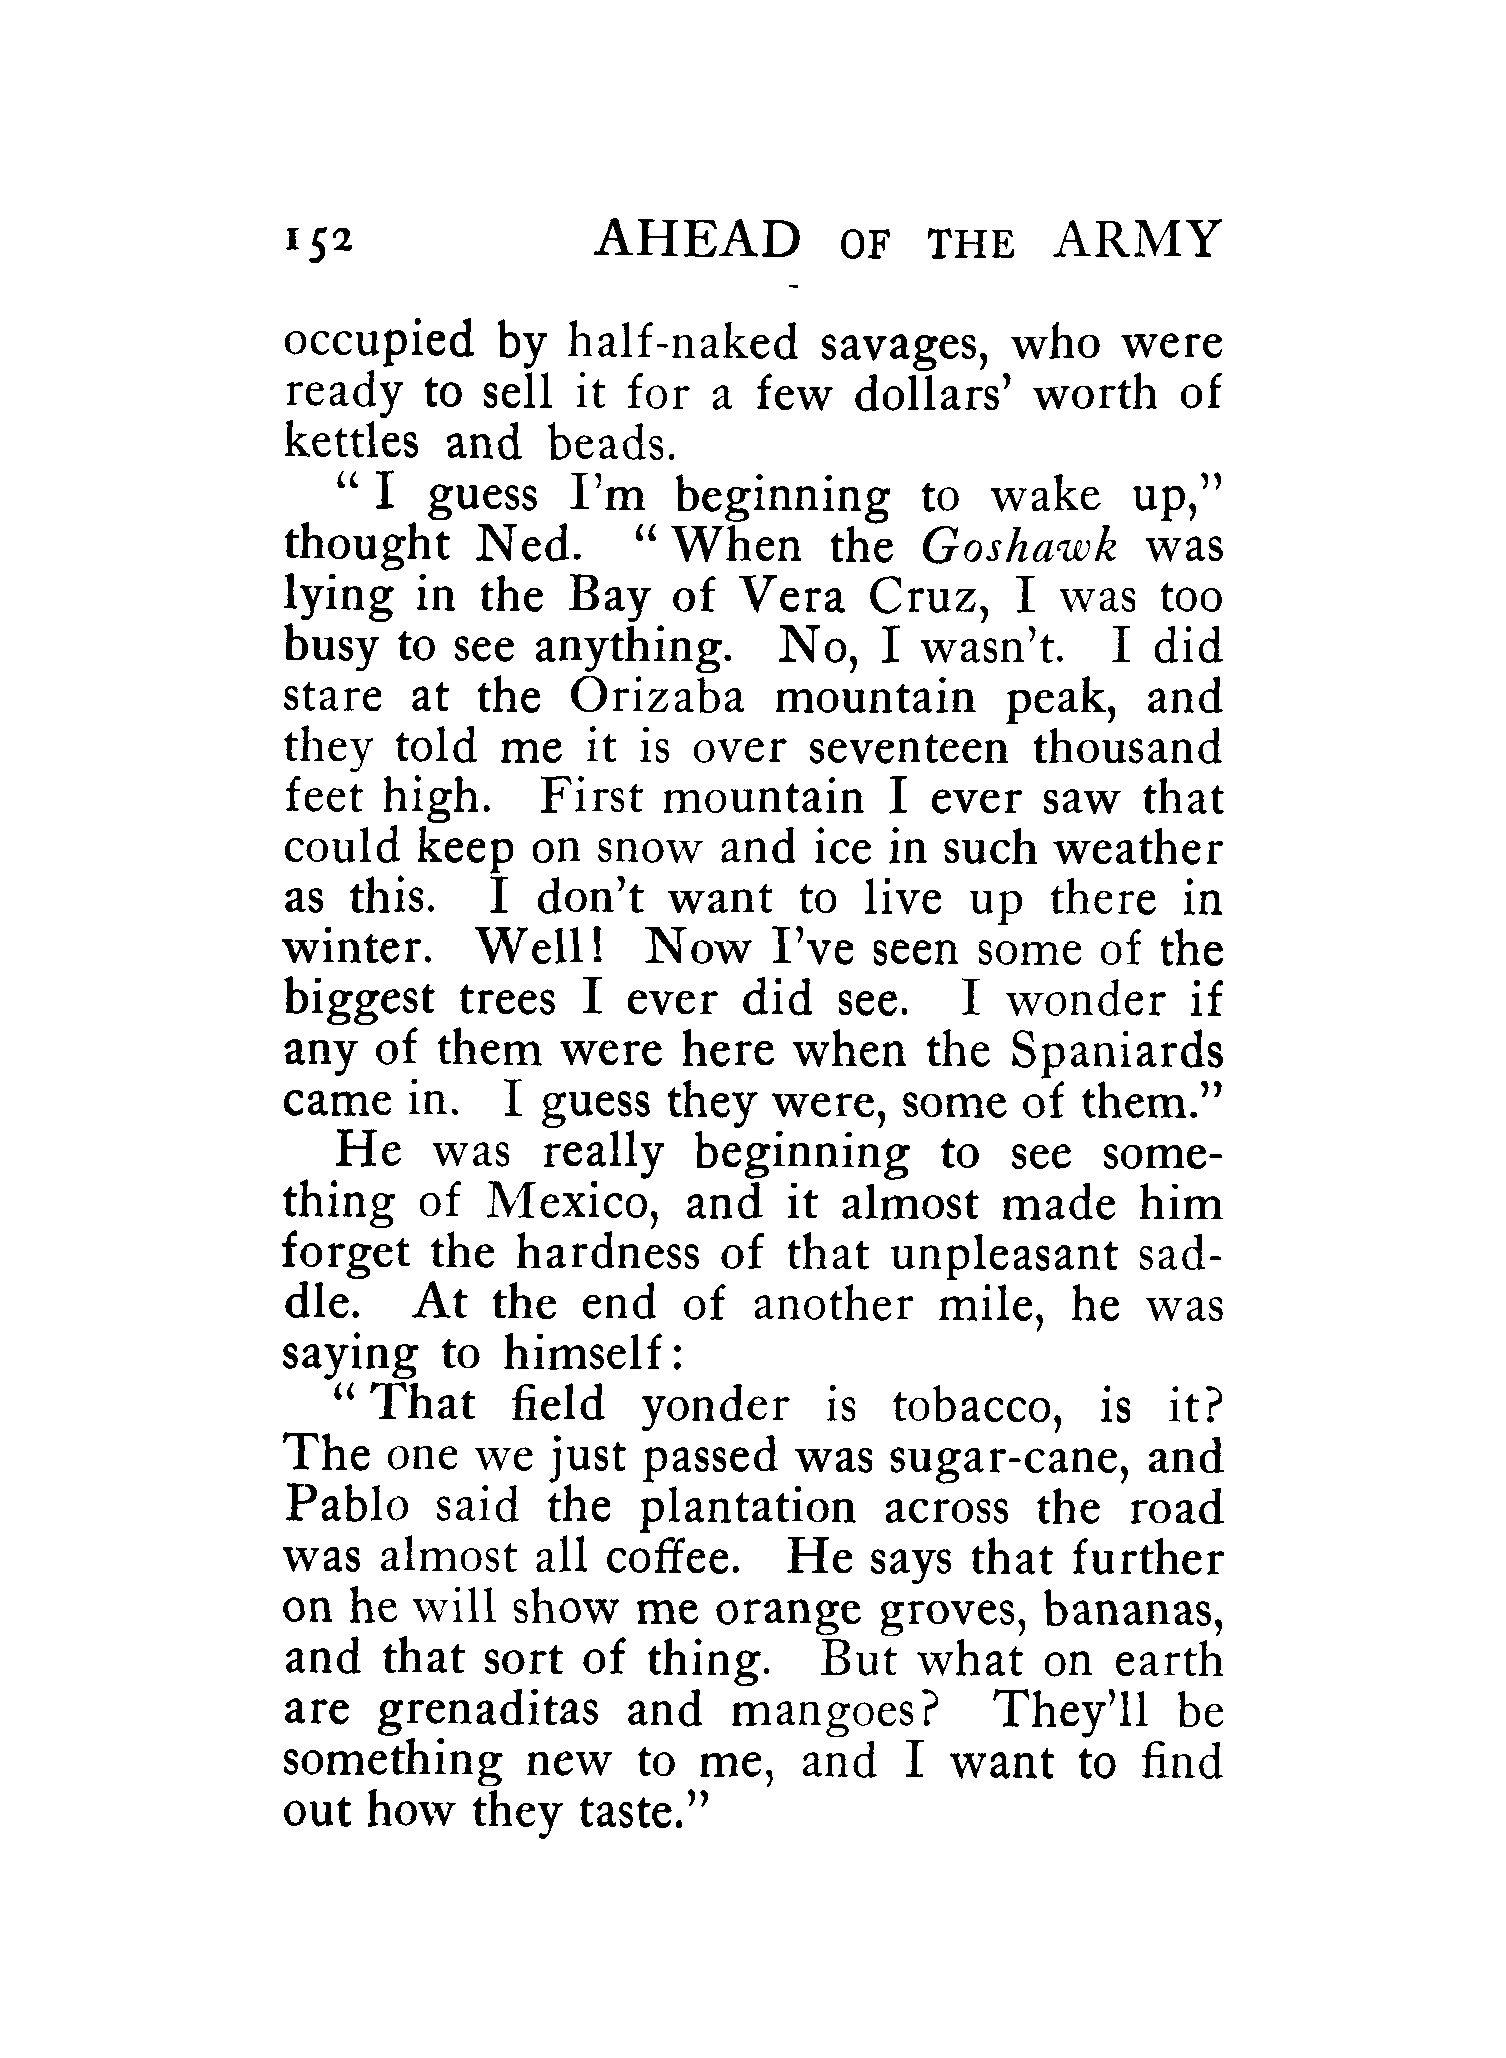 152 AHEAD OF THE ARMY
occupied by half-naked savages, who were
ready to sell it for a few dollars' worth of
kettles and beads.
" I guess I'm beginning to wake up,"
thought Ned. " When the Goshawk was
lying in the Bay of Vera Cruz, I was too
busy to see anything. No, I wasn't. I did
stare at the Orizaba mountain peak, and
they told me it is over seventeen thousand
feet high. First mountain I ever saw that
could keep on snow and ice in such weather
as this. I don't want to live up there in
winter. Well! Now I've seen some of the
biggest trees I ever did see. I wonder if
any of them were here when the Spaniards
came in. I guess they were, some of them."
He was really beginning to see some-
thing of Mexico, and it almost made him
forget the hardness of that unpleasant sad-
dle. At the end of another mile, he was
saying to himself:
" That field yonder is tobacco, is it?
The one we just passed was sugar-cane, and
Pablo said the plantation across the road
was almost all coffee. He says that further
on he will show me orange groves, bananas,
and that sort of thing. But what on earth
are grenaditas and mangoes? They'll be
something new to me, and I want to find
out how they taste."